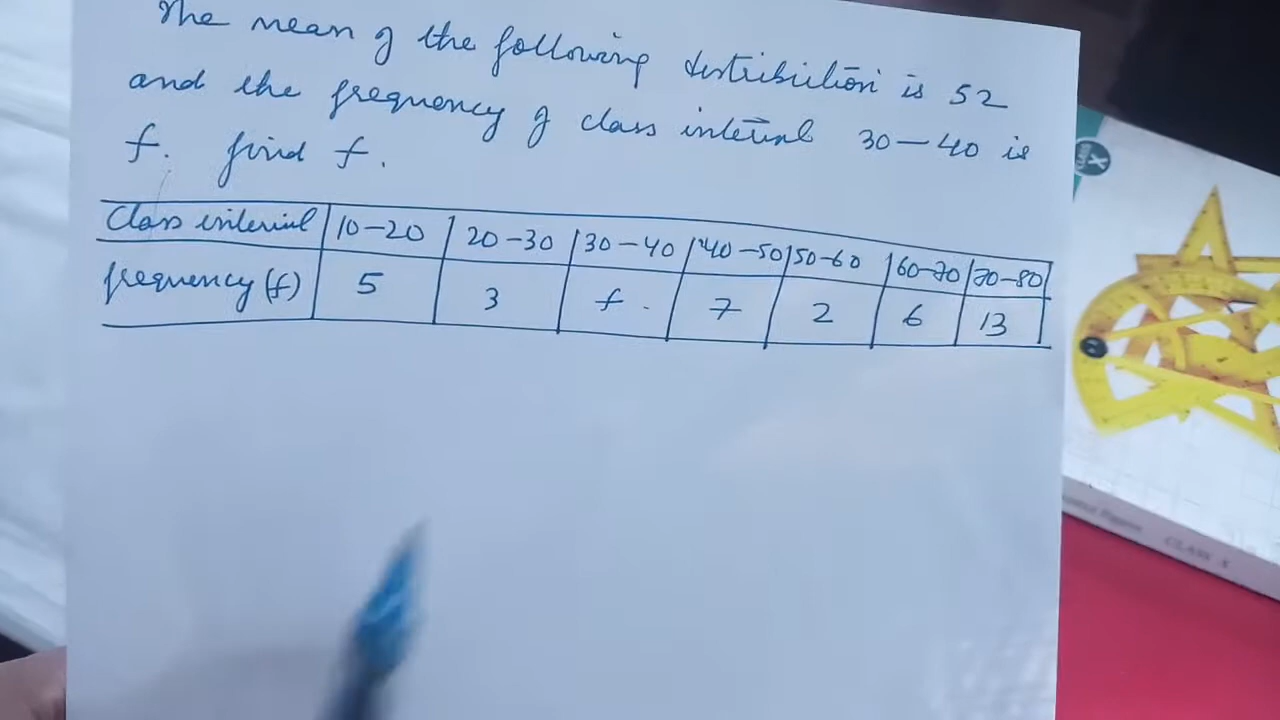 The mean of the following distribution is 52
and the frequency of class interval 30-40 is
f. find f.
Class interval 10-20 20-30 30-40 40-50 50-60 60-70 70-80
frequency (f) 5 3 f 7 2 6 13
CLASS X
CLASS X